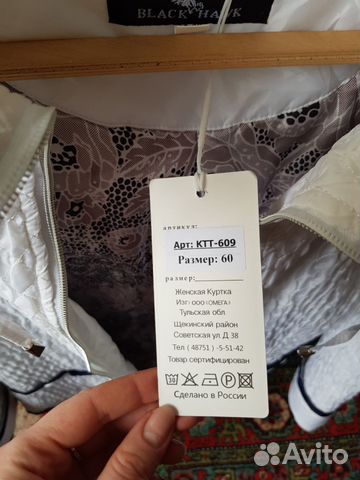 BLACK HAWK
артикул:
Арт: КТТ-609
Размер: 60
размер:
Женская Куртка
Изг: ООО «ОМЕГА»
Тульская обл.
Щекинский район
Советская ул. Д 38
Тел. ( 48751 ) -5-51-42
Товар сертифицирован
30
P
Сделано в России
Avito